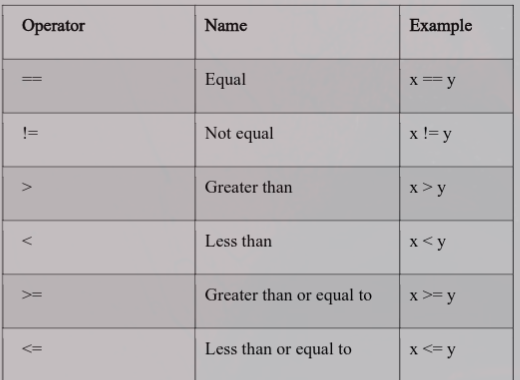 Operator Name Example
== Equal x == y
!= Not equal x != y
> Greater than x > y
< Less than x < y
>= Greater than or equal to x >= y
<= Less than or equal to x <= y